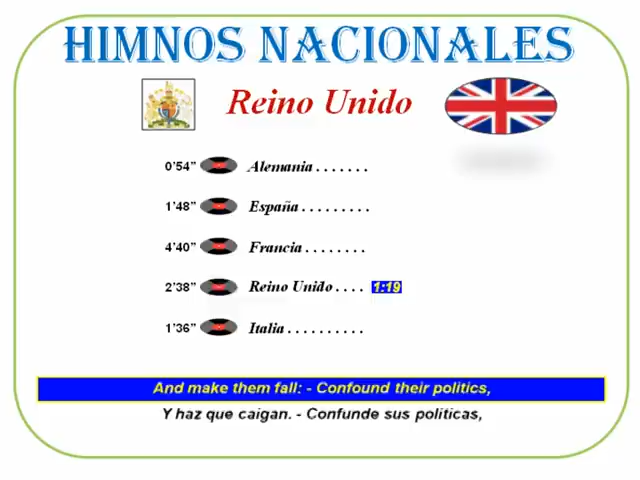 HIMNOS NACIONALES
Reino Unido
0'54" Alemania . . . . . . .
1'48" España . . . . . . . . .
4'40" Francia . . . . . . . .
2'38" Reino Unido . . . . 1:19
1'36" Italia . . . . . . . . . .
And make them fall: - Confound their politics,
Y haz que caigan. - Confunde sus políticas,